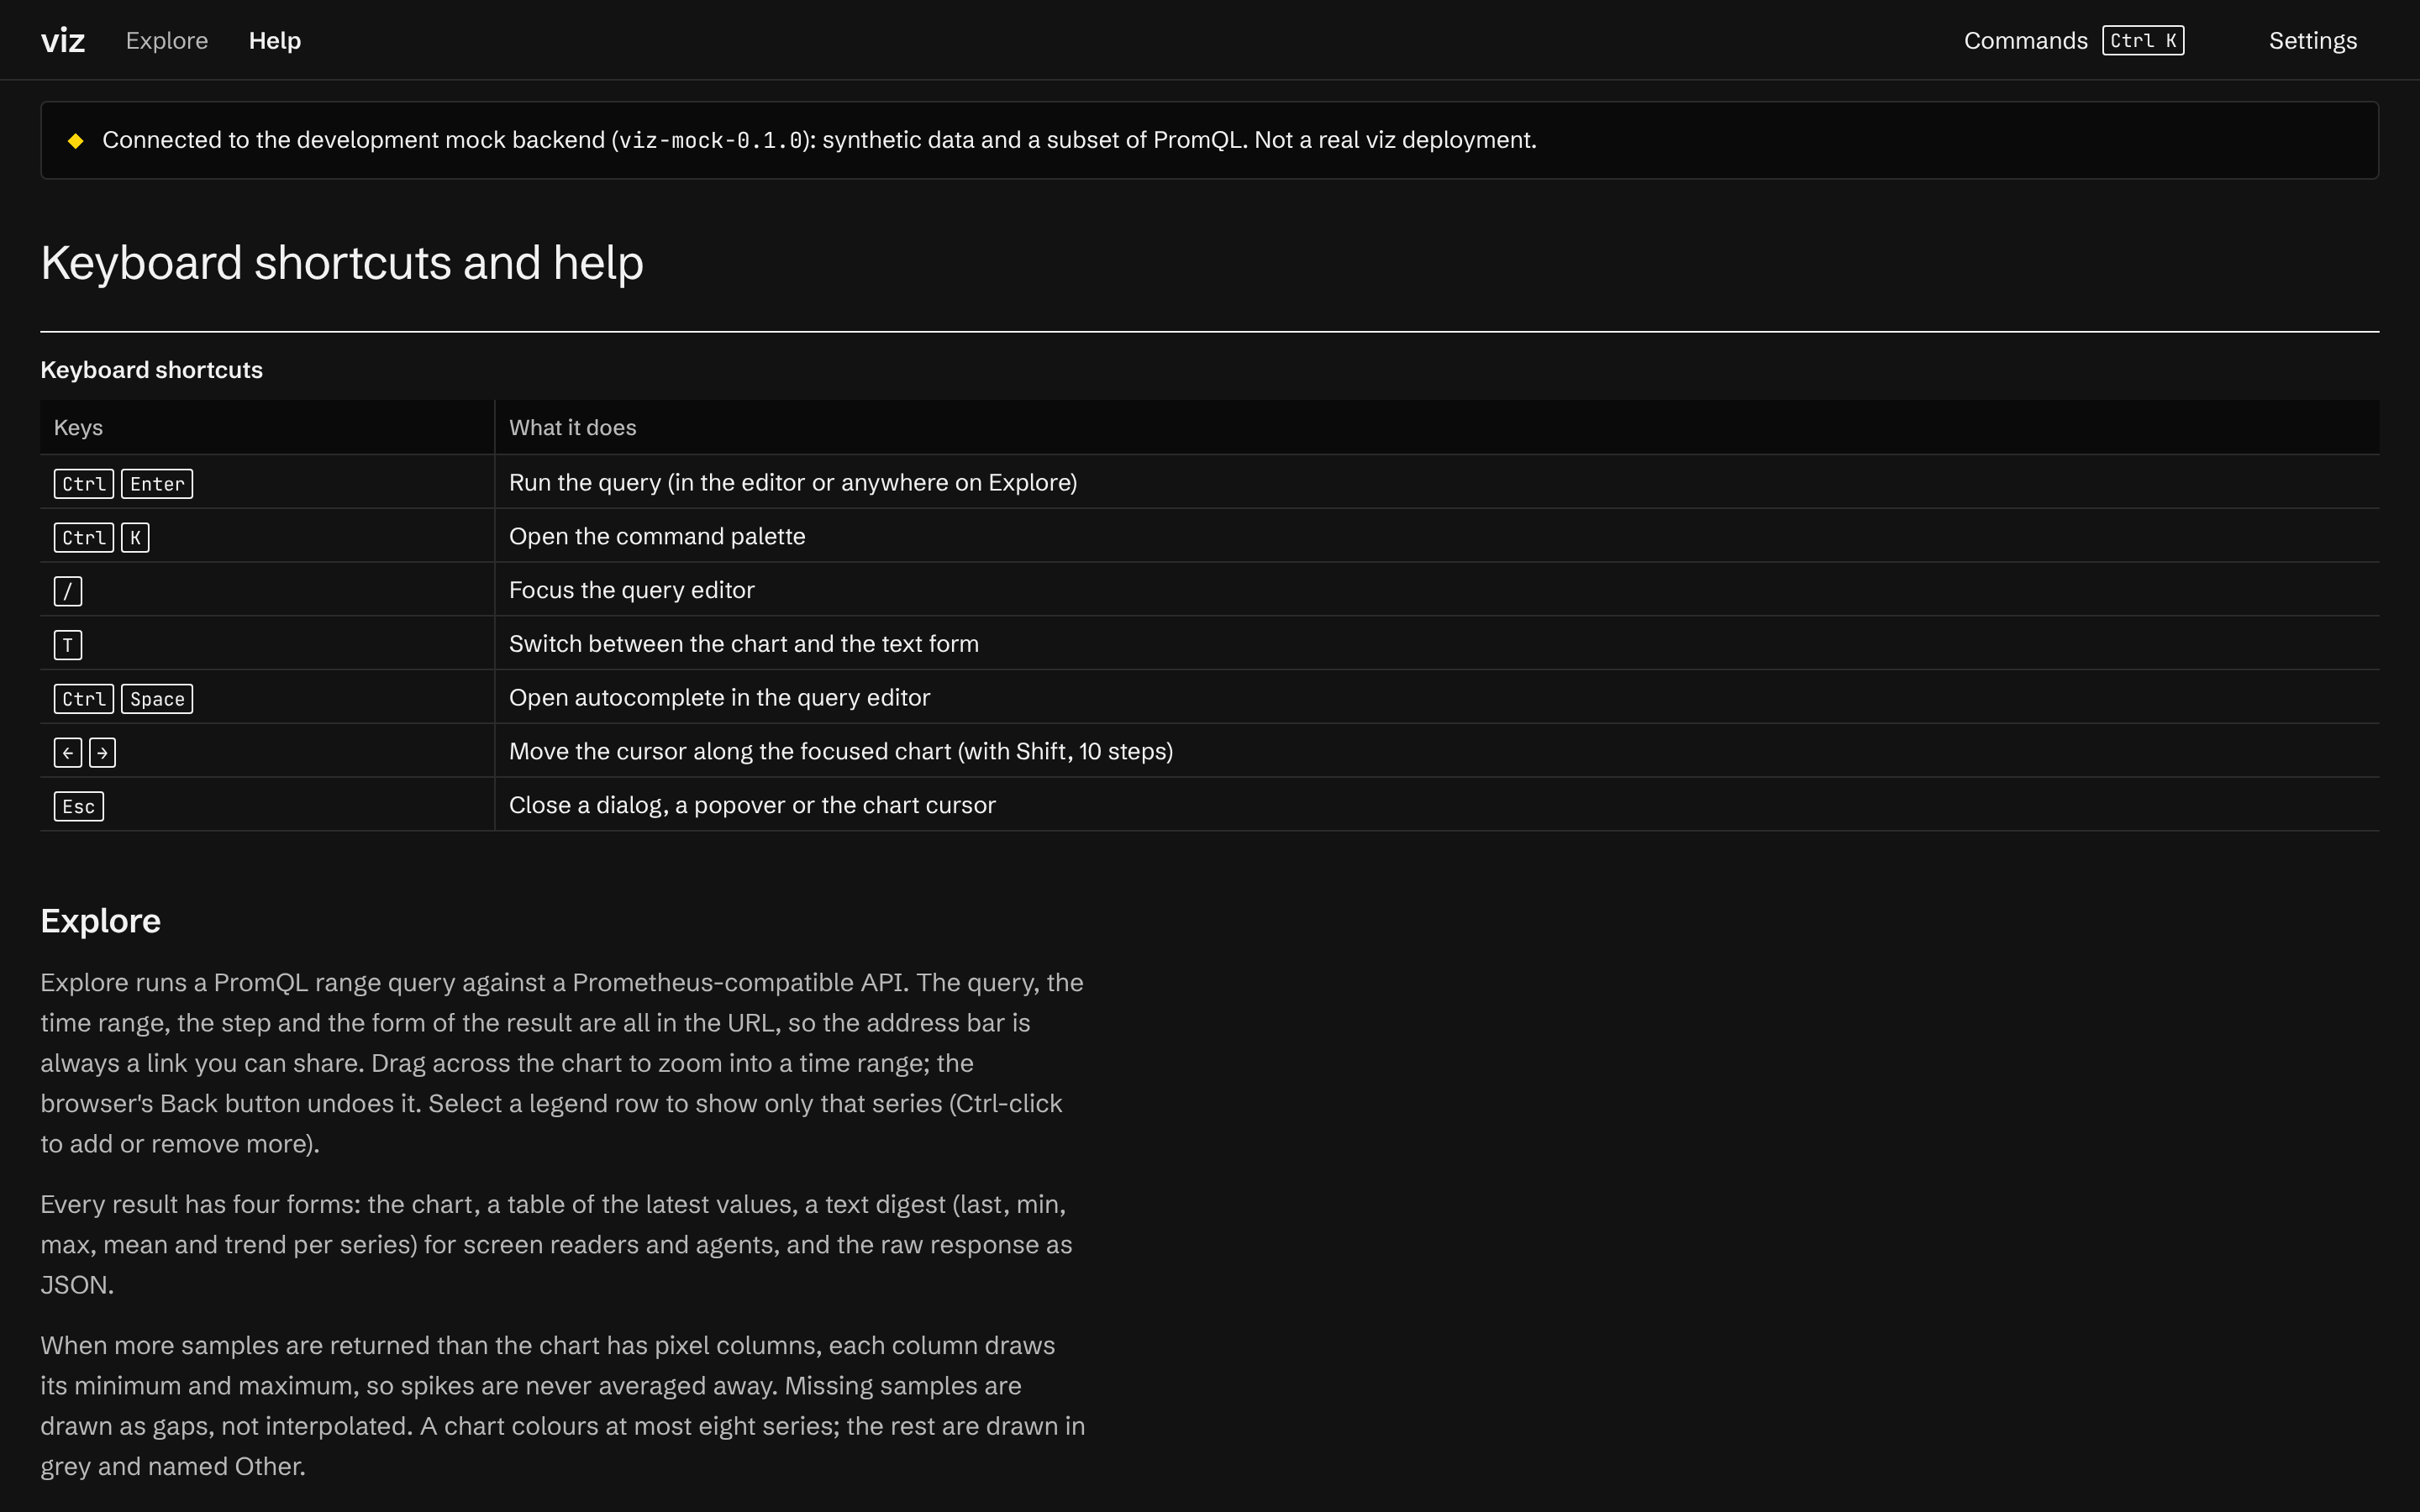 viz Explore Help Commands Ctrl K Settings
Connected to the development mock backend (viz-mock-0.1.0): synthetic data and a subset of PromQL. Not a real viz deployment.
Keyboard shortcuts and help
Keyboard shortcuts
Keys What it does
Ctrl Enter Run the query (in the editor or anywhere on Explore)
Ctrl K Open the command palette
/ Focus the query editor
T Switch between the chart and the text form
Ctrl Space Open autocomplete in the query editor
← → Move the cursor along the focused chart (with Shift, 10 steps)
Esc Close a dialog, a popover or the chart cursor
Explore
Explore runs a PromQL range query against a Prometheus-compatible API. The query, the
time range, the step and the form of the result are all in the URL, so the address bar is
always a link you can share. Drag across the chart to zoom into a time range; the
browser's Back button undoes it. Select a legend row to show only that series (Ctrl-click
to add or remove more).
Every result has four forms: the chart, a table of the latest values, a text digest (last, min,
max, mean and trend per series) for screen readers and agents, and the raw response as
JSON.
When more samples are returned than the chart has pixel columns, each column draws
its minimum and maximum, so spikes are never averaged away. Missing samples are
drawn as gaps, not interpolated. A chart colours at most eight series; the rest are drawn in
grey and named Other.